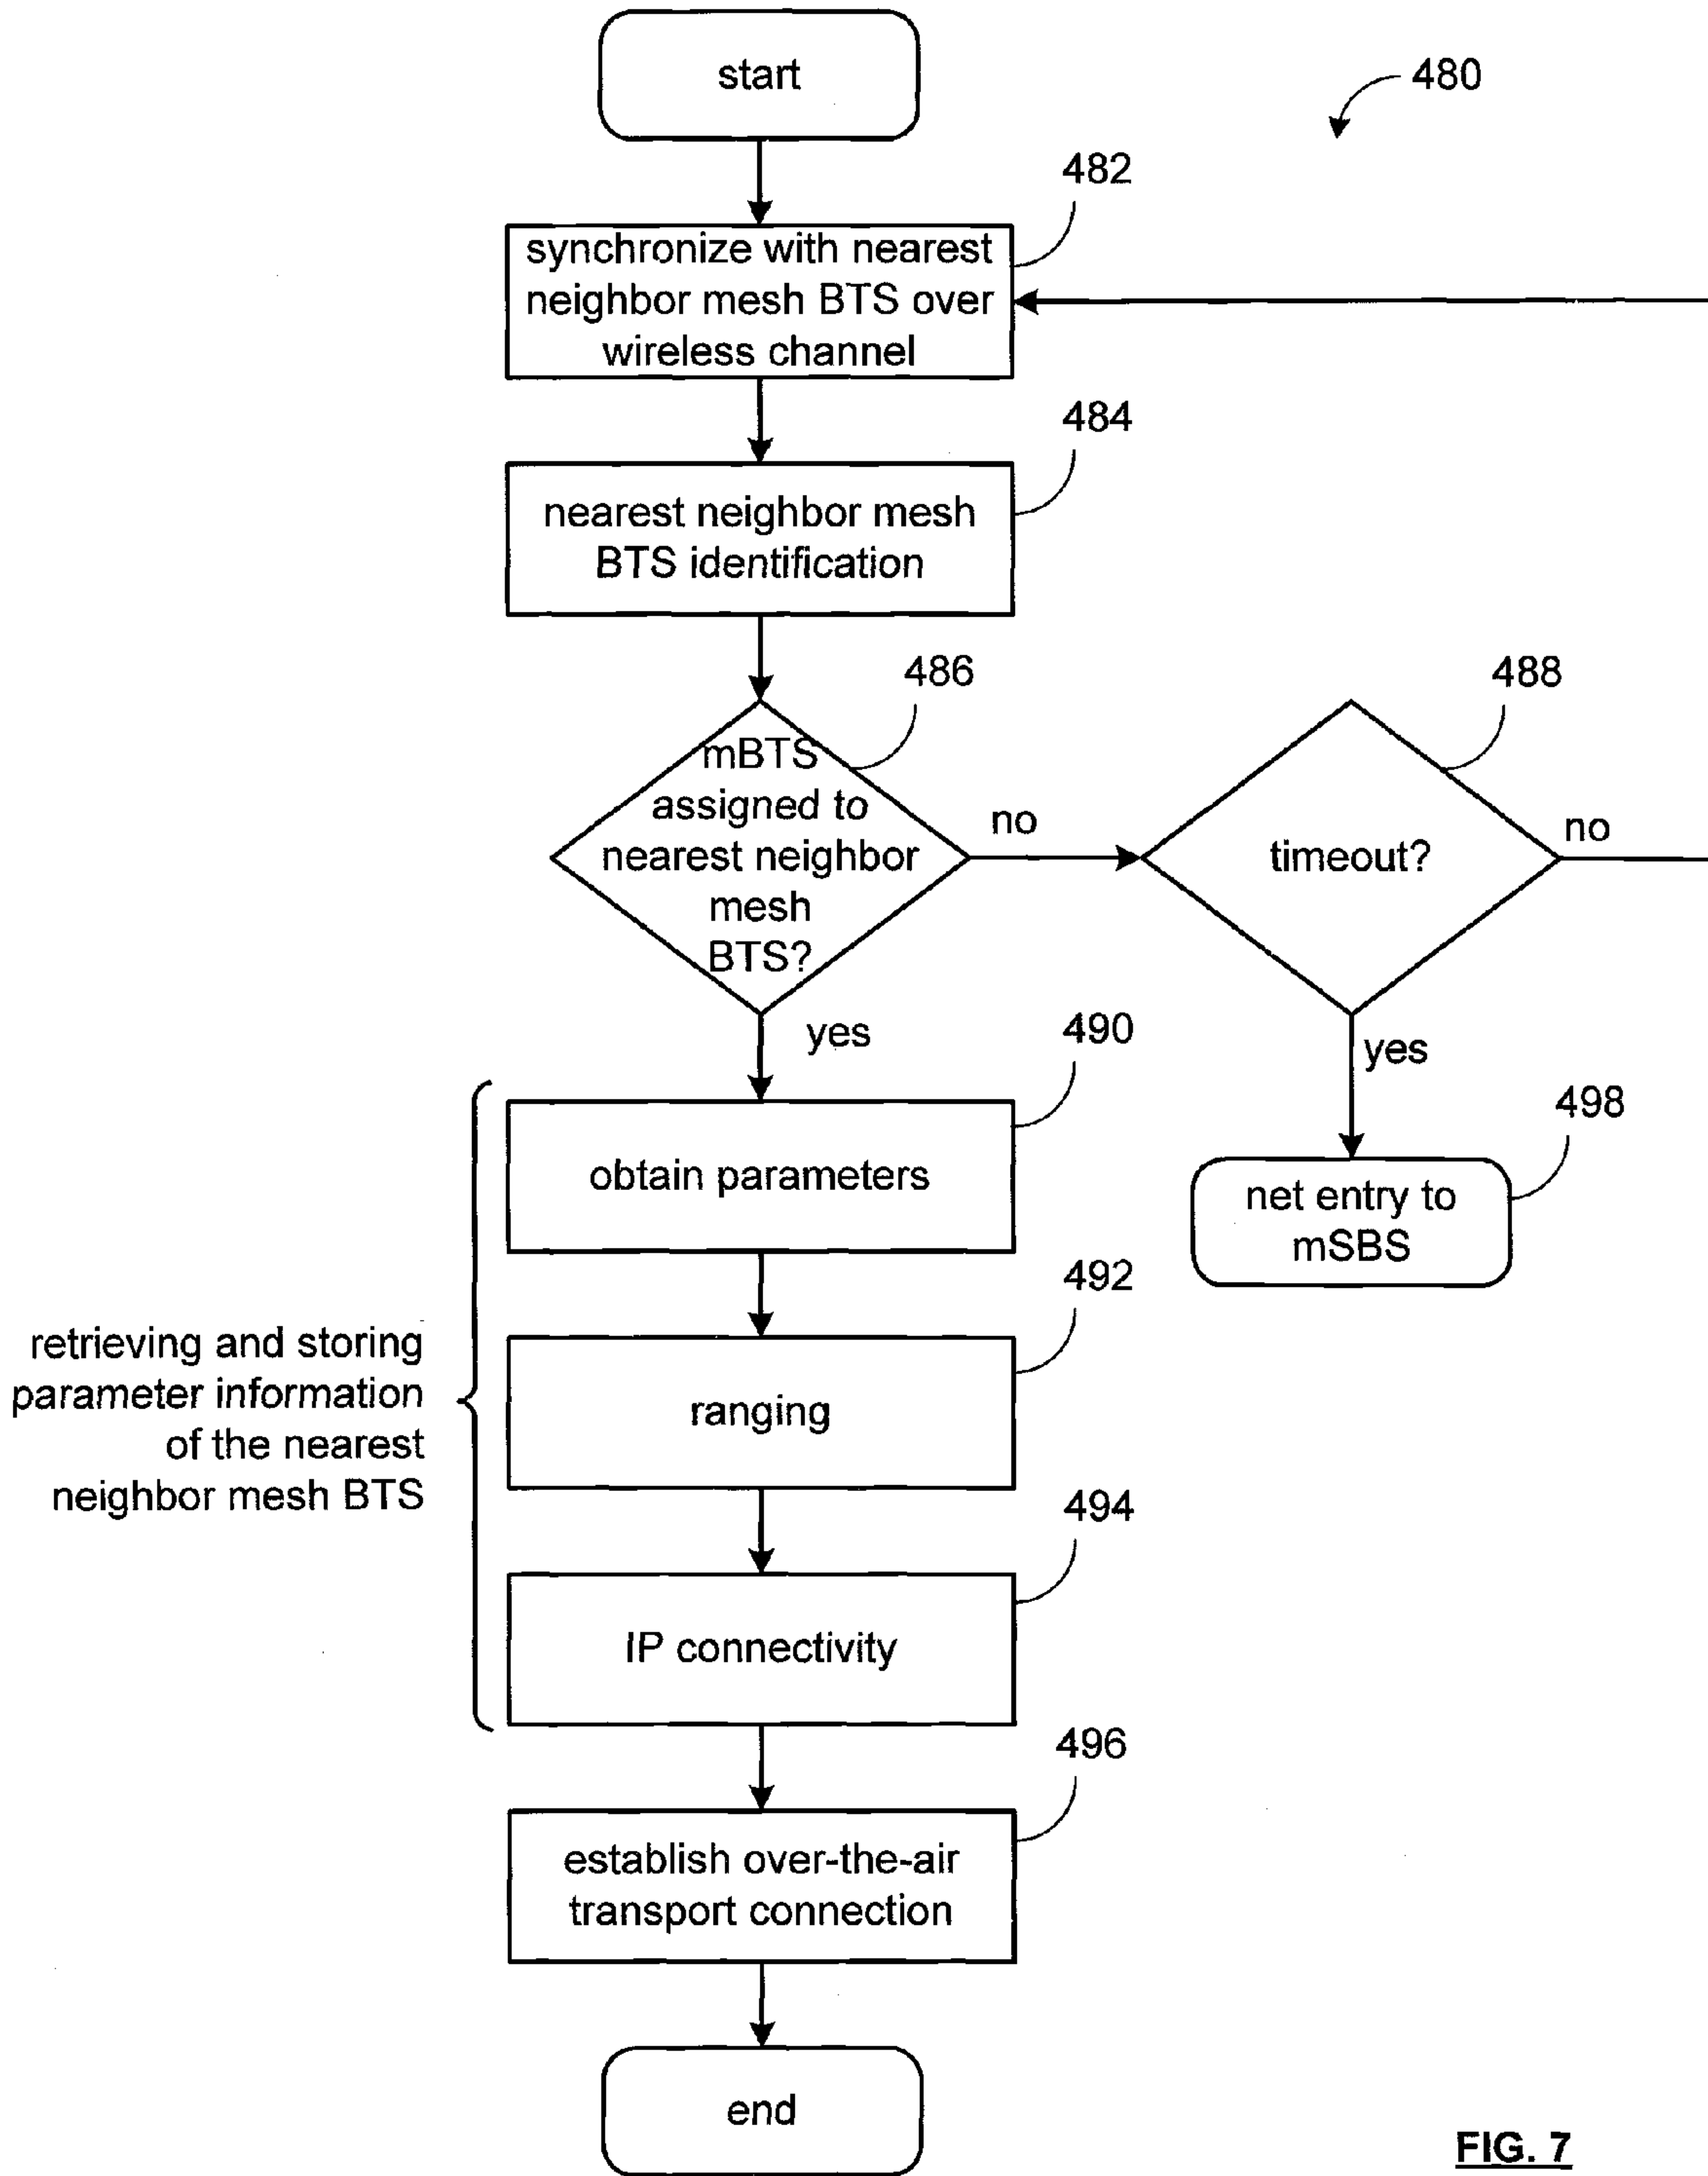 start
480
482
synchronize with nearest
neighbor mesh BTS over
wireless channel
484
nearest neighbor mesh
BTS identification
486
mBTS
assigned to
nearest neighbor
mesh
BTS?
no
488
timeout?
no
yes
yes
490
obtain parameters
498
net entry to
mSBS
492
ranging
retrieving and storing
parameter information
of the nearest
neighbor mesh BTS
494
IP connectivity
496
establish over-the-air
transport connection
end
FIG. 7